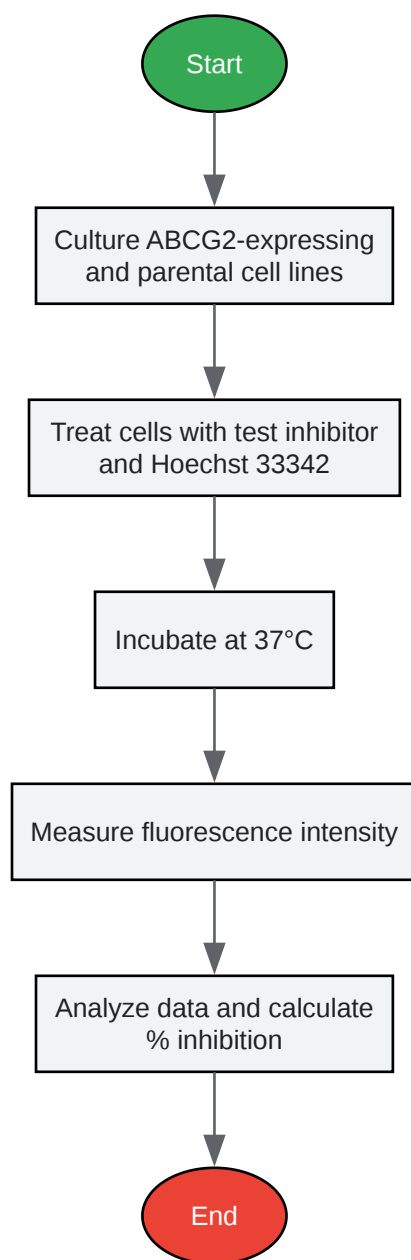 Start
Culture ABCG2-expressing
and parental cell lines
Treat cells with test inhibitor
and Hoechst 33342
Incubate at 37°C
Measure fluorescence intensity
Analyze data and calculate
% inhibition
End